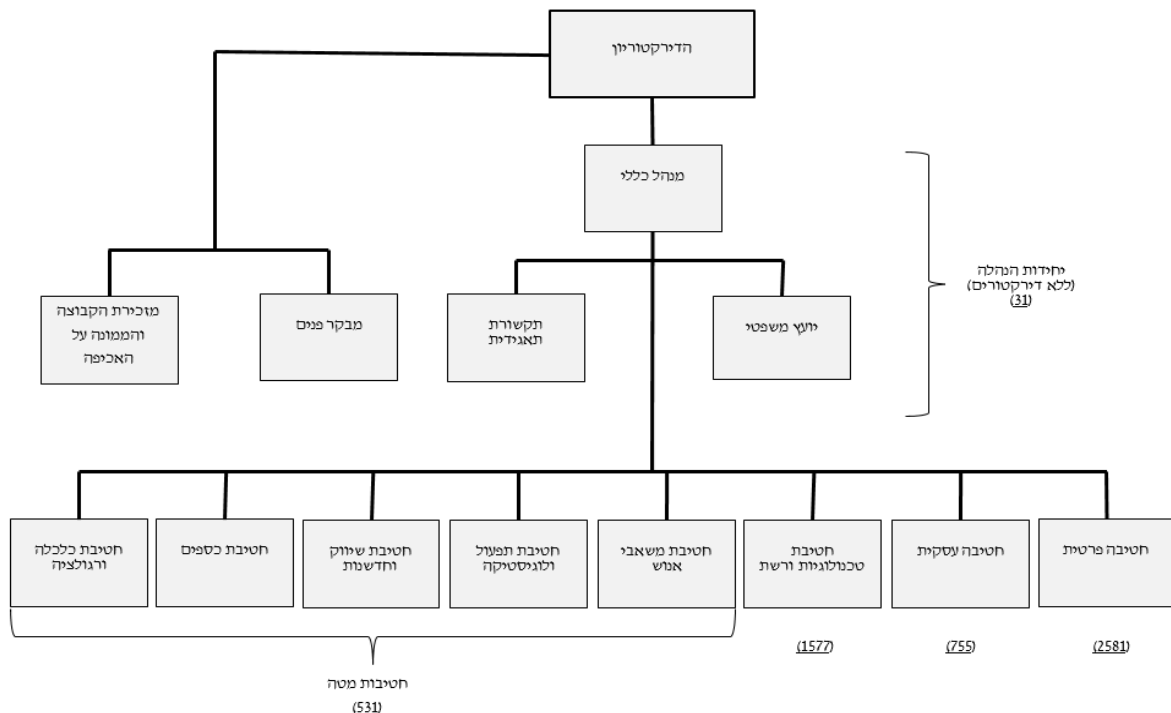 הדירקטוריון
מנהל כללי
יחידות הנהלה
(ללא דירקטורים)
(31)
יועץ משפטי
תקשורת
תאגידית
מבקר פנים
מזכירת הקבוצה
והממונה על
האכיפה
חטיבה פרטית
חטיבה עסקית
חטיבת
טכנולוגיות ורשת
חטיבת משאבי
אנוש
חטיבת תפעול
ולוגיסטיקה
חטיבת שיווק
וחדשנות
חטיבת כספים
חטיבת כלכלה
ורגולציה
(2581)
(755)
(1577)
חטיבות מטה
(531)